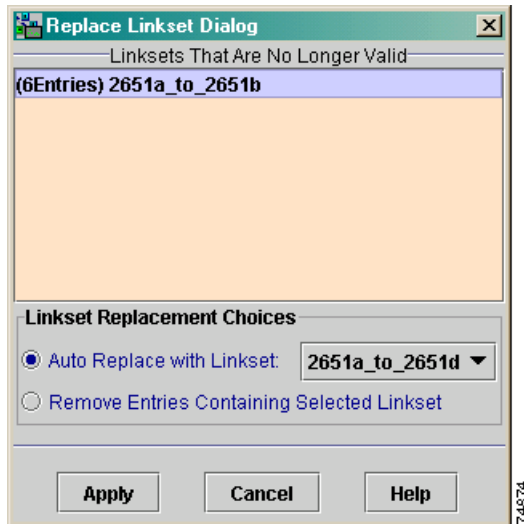 Replace Linkset Dialog
Linksets That Are No Longer Valid
(6Entries) 2651a_to_2651b
Linkset Replacement Choices
Auto Replace with Linkset: 2651a_to_2651d
Remove Entries Containing Selected Linkset
Apply Cancel Help
74874